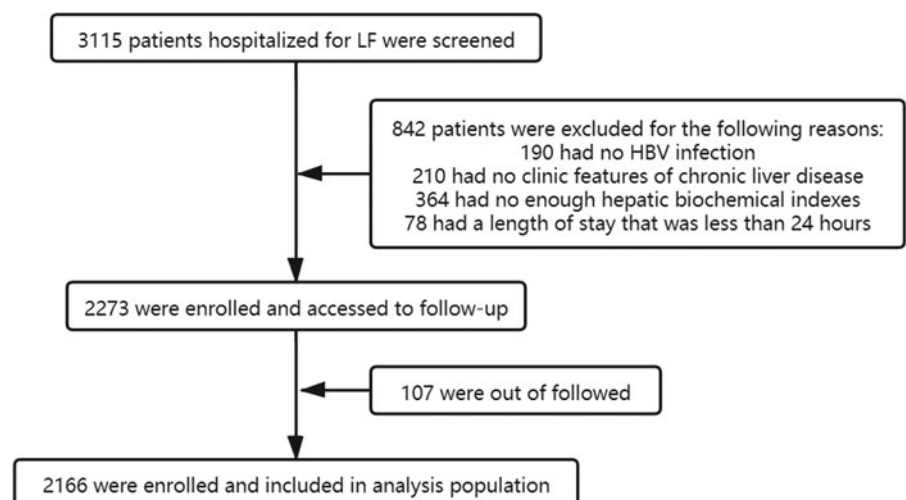 3115 patients hospitalized for LF were screened
842 patients were excluded for the following reasons:
190 had no HBV infection
210 had no clinic features of chronic liver disease
364 had no enough hepatic biochemical indexes
78 had a length of stay that was less than 24 hours
2273 were enrolled and accessed to follow-up
107 were out of followed
2166 were enrolled and included in analysis population